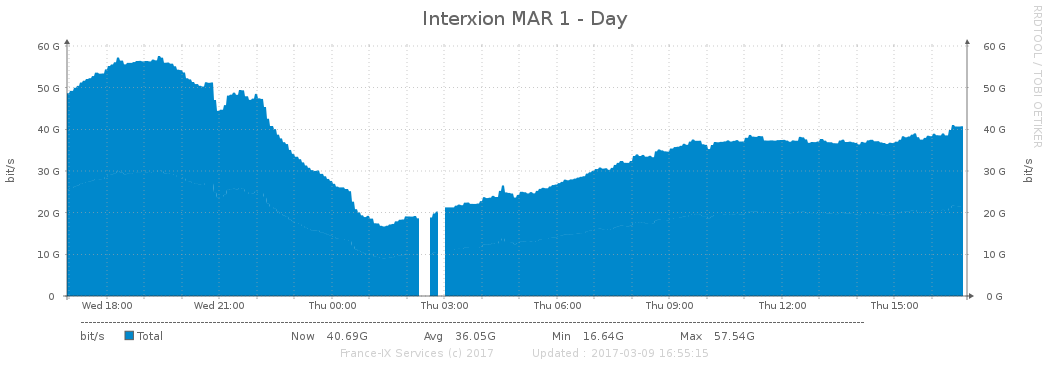 Interxion MAR 1 - Day
RRDTOOL / TOBI OETIKER
60 G 60 G
50 G 50 G
40 G 40 G
30 G 30 G
20 G 20 G
10 G 10 G
0 0 G
bit/s bit/s
Wed 18:00 Wed 21:00 Thu 00:00 Thu 03:00 Thu 06:00 Thu 09:00 Thu 12:00 Thu 15:00
bit/s Total Now 40.69G Avg 36.05G Min 16.64G Max 57.54G
France-IX Services (c) 2017 Updated : 2017-03-09 16:55:15